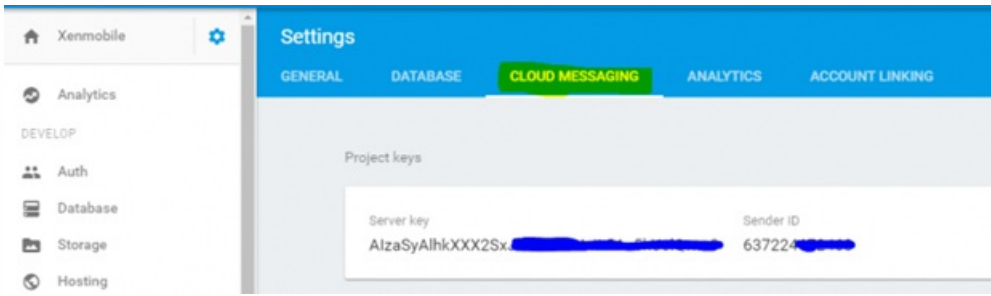 Xenmobile
Settings
GENERAL DATABASE CLOUD MESSAGING ANALYTICS ACCOUNT LINKING
Analytics
DEVELOP
Auth
Database
Storage
Hosting
Project keys
Server key Sender ID
AIzaSyAlhkXXX2Sx 637224